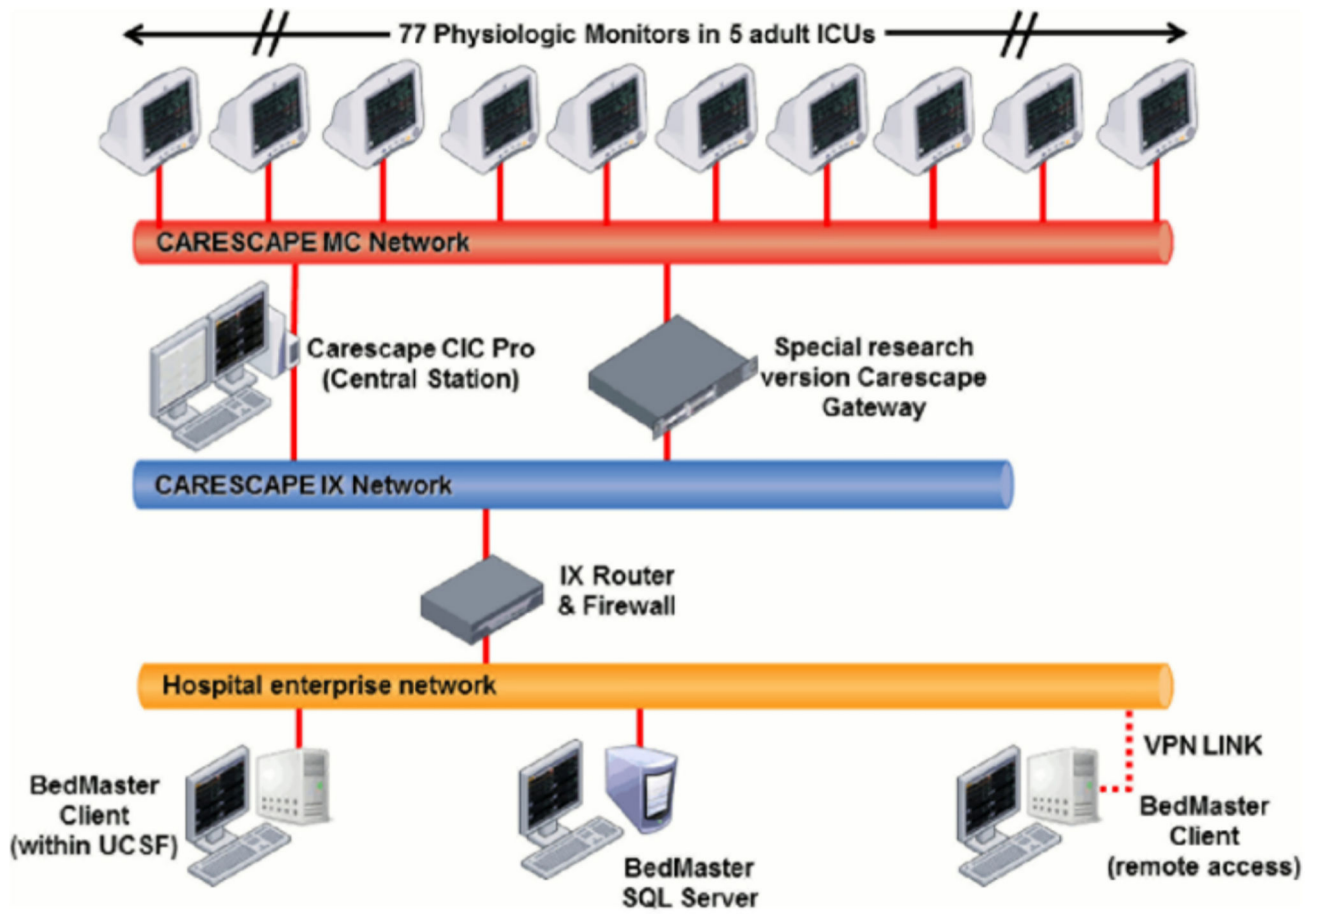 77 Physiologic Monitors in 5 adult ICUs
CARESCAPE MC Network
Carescape CIC Pro
(Central Station)
Special research
version Carescape
Gateway
CARESCAPE IX Network
IX Router
& Firewall
Hospital enterprise network
BedMaster
Client
(within UCSF)
BedMaster
SQL Server
VPN LINK
BedMaster
Client
(remote access)